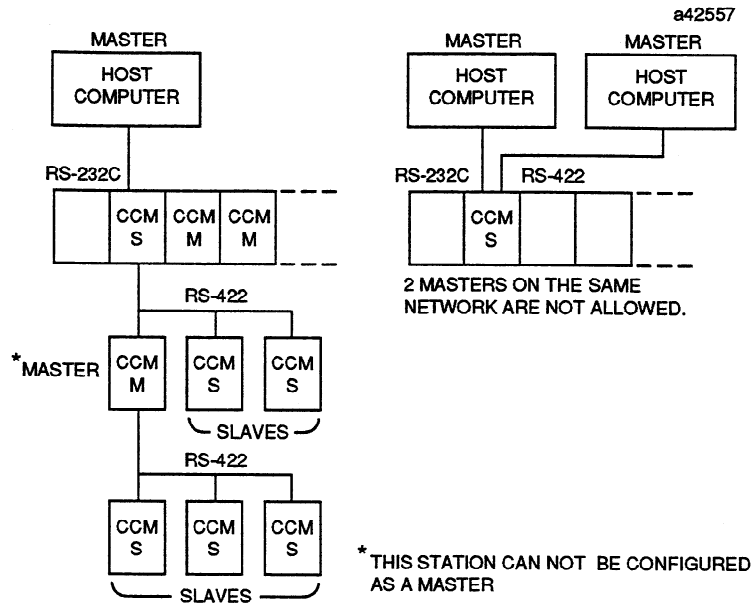 a42557
MASTER
HOST
COMPUTER
RS-232C
CCM
S
CCM
M
CCM
M
RS-422
*MASTER
CCM
M
CCM
S
CCM
S
SLAVES
RS-422
CCM
S
CCM
S
CCM
S
SLAVES
MASTER
HOST
COMPUTER
MASTER
HOST
COMPUTER
RS-232C
RS-422
CCM
S
2 MASTERS ON THE SAME
NETWORK ARE NOT ALLOWED.
*THIS STATION CAN NOT BE CONFIGURED
AS A MASTER